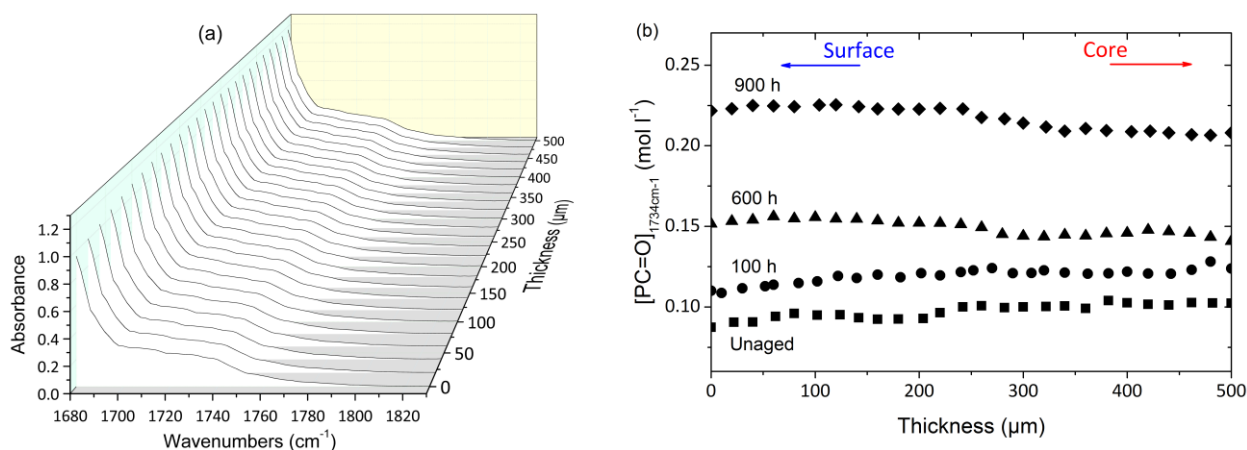 (a)
1.2
1.0
0.8
0.6
0.4
0.2
0.0
Absorbance
1680 1700 1720 1740 1760 1780 1800 1820
Wavenumbers (cm-1)
500
450
400
350
300
250
200
150
100
50
0
Thickness (µm)
(b)
Surface
Core
0.25
0.20
0.15
0.10
[PC=O]1734cm-1 (mol l-1)
900 h
600 h
100 h
Unaged
0 100 200 300 400 500
Thickness (µm)